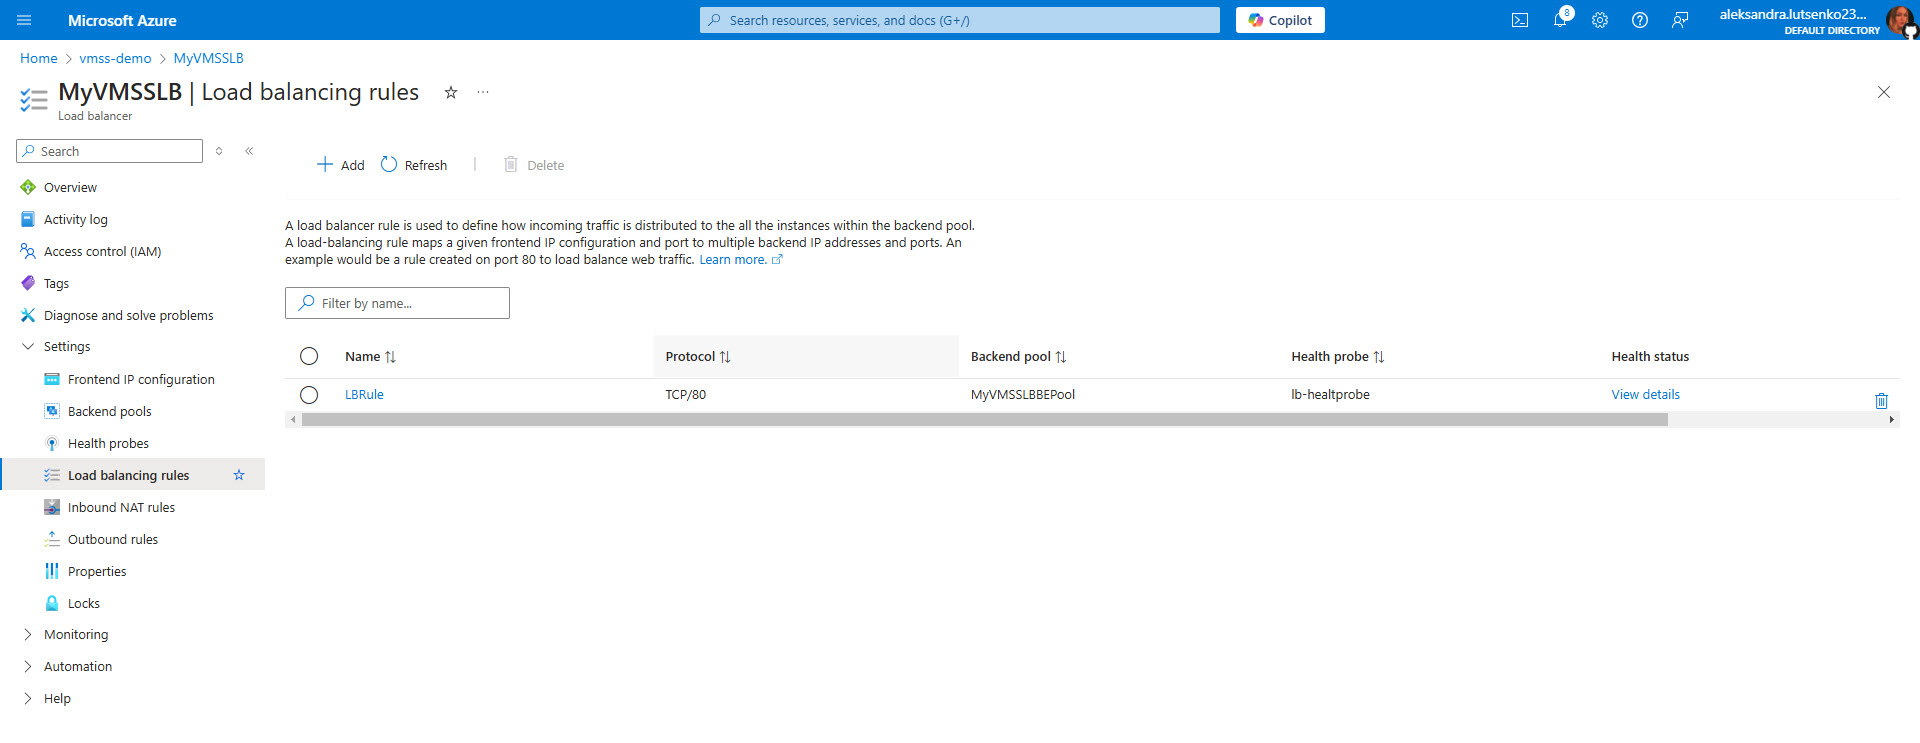 Microsoft Azure
Search resources, services, and docs (G+/)
Copilot
8
aleksandra.lutsenko23...
DEFAULT DIRECTORY
Home > vmss-demo > MyVMSSLB
MyVMSSLB | Load balancing rules
Load balancer
Search
Add
Refresh
Delete
Overview
Activity log
Access control (IAM)
Tags
Diagnose and solve problems
Settings
Frontend IP configuration
Backend pools
Health probes
Load balancing rules
Inbound NAT rules
Outbound rules
Properties
Locks
Monitoring
Automation
Help
A load balancer rule is used to define how incoming traffic is distributed to the all the instances within the backend pool.
A load-balancing rule maps a given frontend IP configuration and port to multiple backend IP addresses and ports. An
example would be a rule created on port 80 to load balance web traffic. Learn more.
Filter by name...
Name Protocol Backend pool Health probe Health status
LBRule TCP/80 MyVMSSLBBEPool lb-healtprobe View details